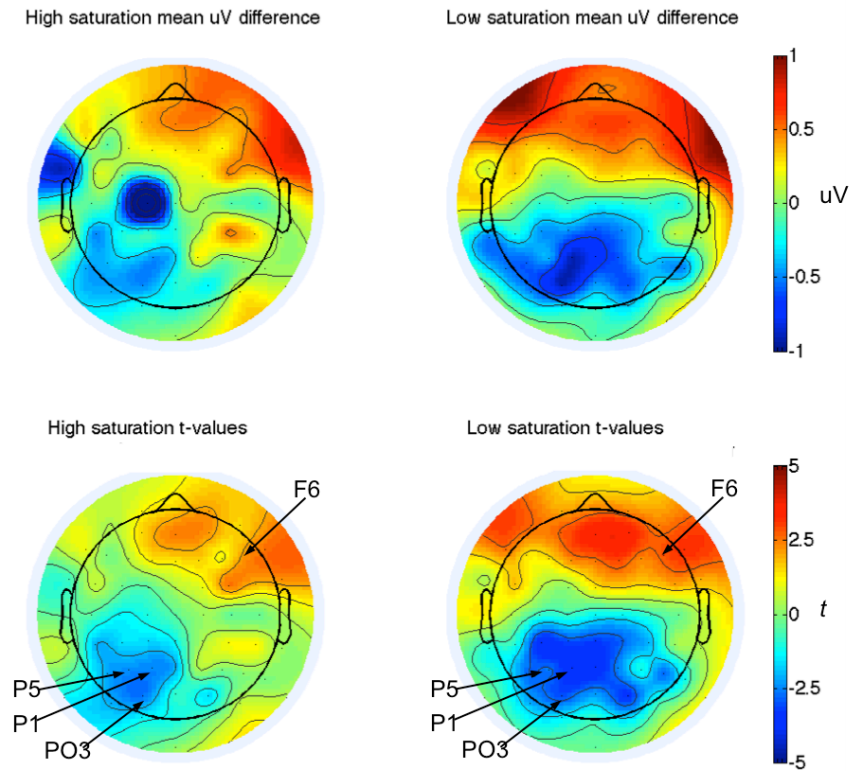 High saturation mean uV difference
Low saturation mean uV difference
1
0.5
0
-0.5
-1
uV
High saturation t-values
Low saturation t-values
F6
P5
P1
PO3
F6
P5
P1
PO3
5
2.5
0
-2.5
-5
t